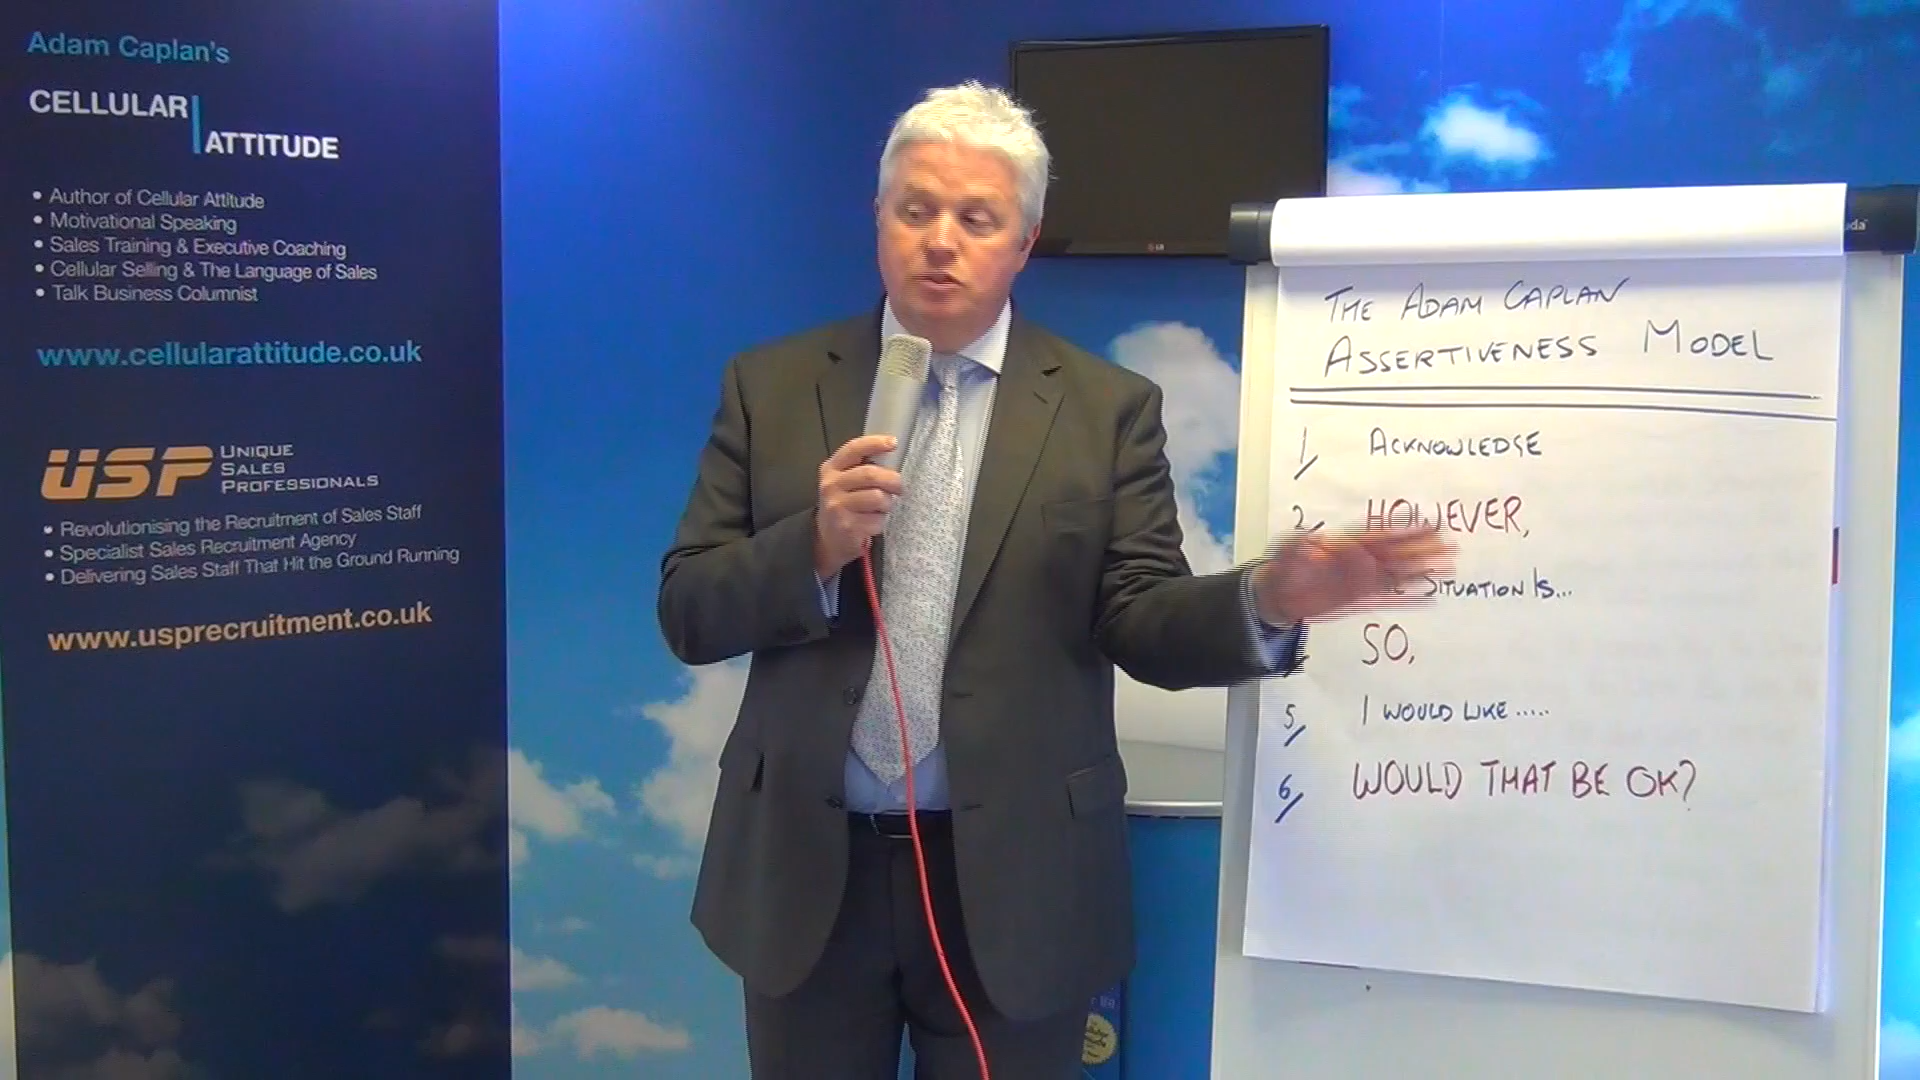 Adam Caplan's
CELLULAR
ATTITUDE
• Author of Cellular Attitude
• Motivational Speaking
• Sales Training & Executive Coaching
• Cellular Selling & The Language of Sales
• Talk Business Columnist
www.cellularattitude.co.uk
USP UNIQUE
SALES
PROFESSIONALS
• Revolutionising the Recruitment of Sales Staff
• Specialist Sales Recruitment Agency
• Delivering Sales Staff That Hit the Ground Running
www.usprecruitment.co.uk
LG
THE ADAM CAPLAN
ASSERTIVENESS MODEL
1/ ACKNOWLEDGE
2/ HOWEVER,
SITUATION IS...
SO,
5/ I WOULD LIKE.....
6/ WOULD THAT BE OK?